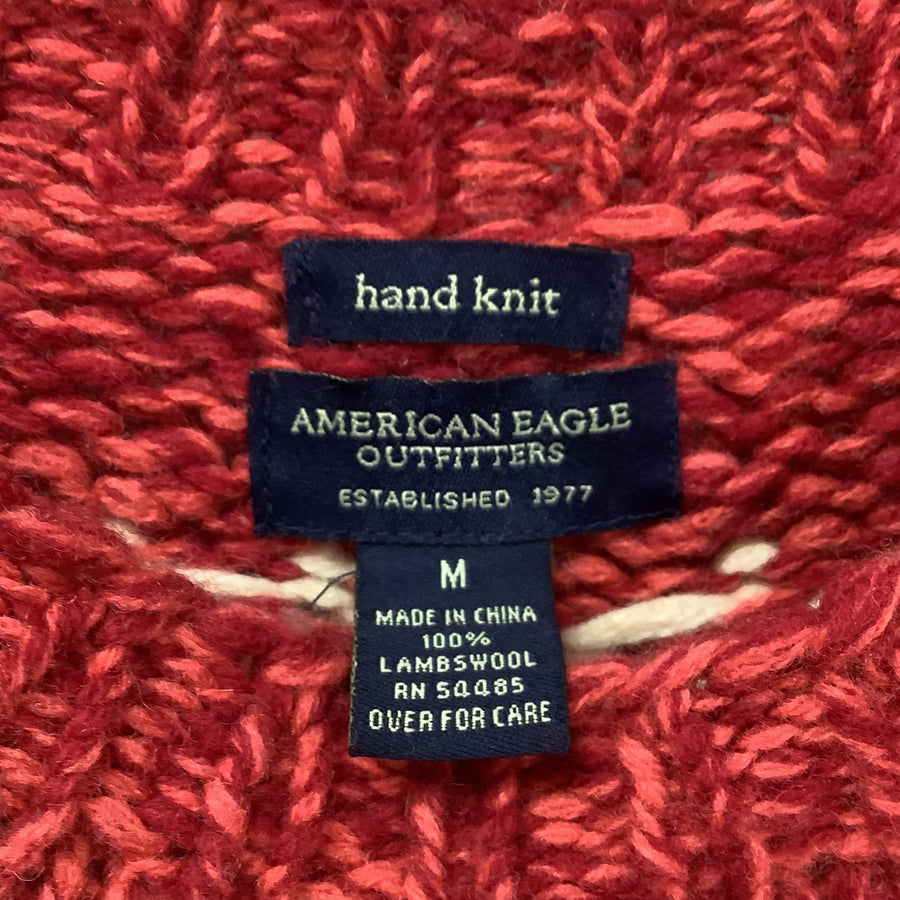 hand knit
AMERICAN EAGLE
OUTFITTERS
ESTABLISHED 1977
M
MADE IN CHINA
100%
LAMBSWOOL
RN 54485
OVER FOR CARE